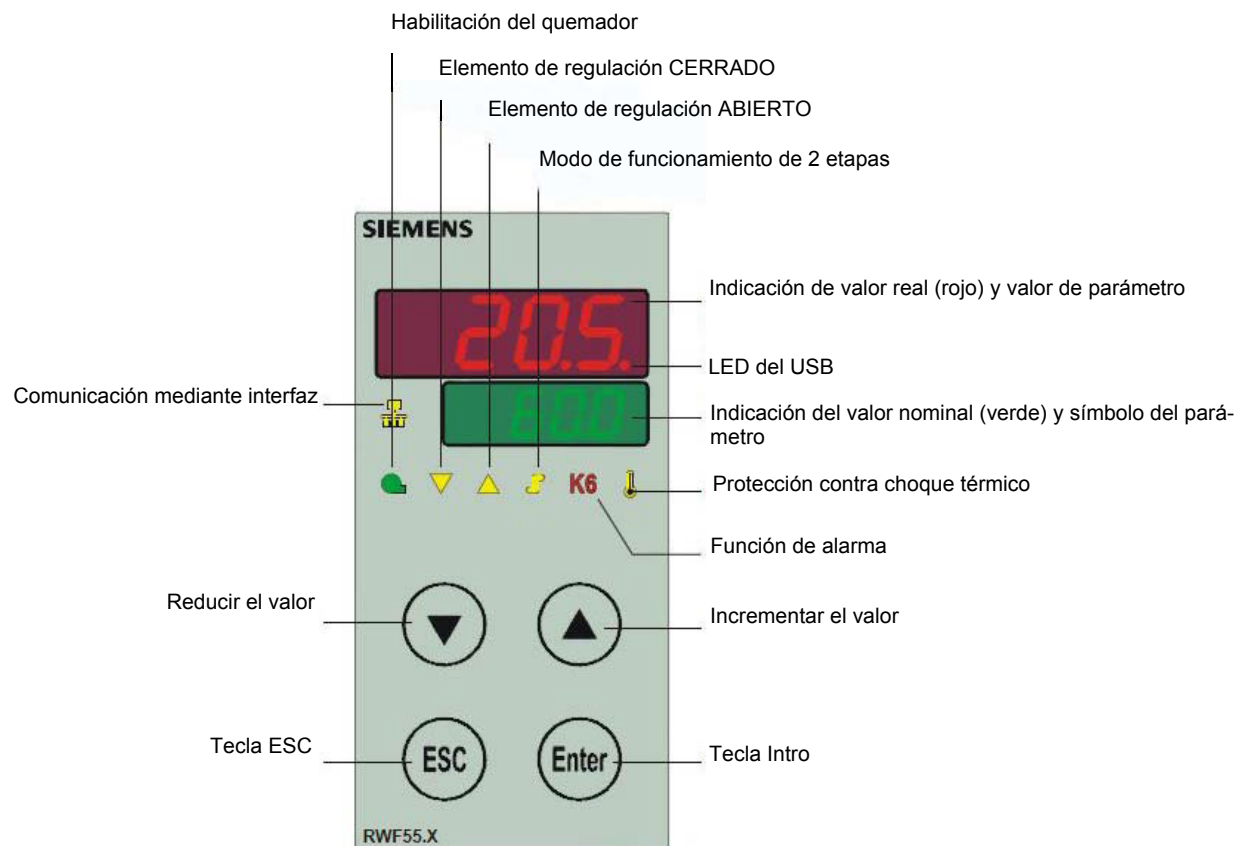 Habilitación del quemador
Elemento de regulación CERRADO
Elemento de regulación ABIERTO
Modo de funcionamiento de 2 etapas
SIEMENS
Indicación de valor real (rojo) y valor de parámetro
20.5.
LED del USB
Comunicación mediante interfaz
Indicación del valor nominal (verde) y símbolo del pará-
metro
E0.0
K6
Protección contra choque térmico
Función de alarma
Reducir el valor
Incrementar el valor
Tecla ESC
ESC
Enter
Tecla Intro
RWF55.X